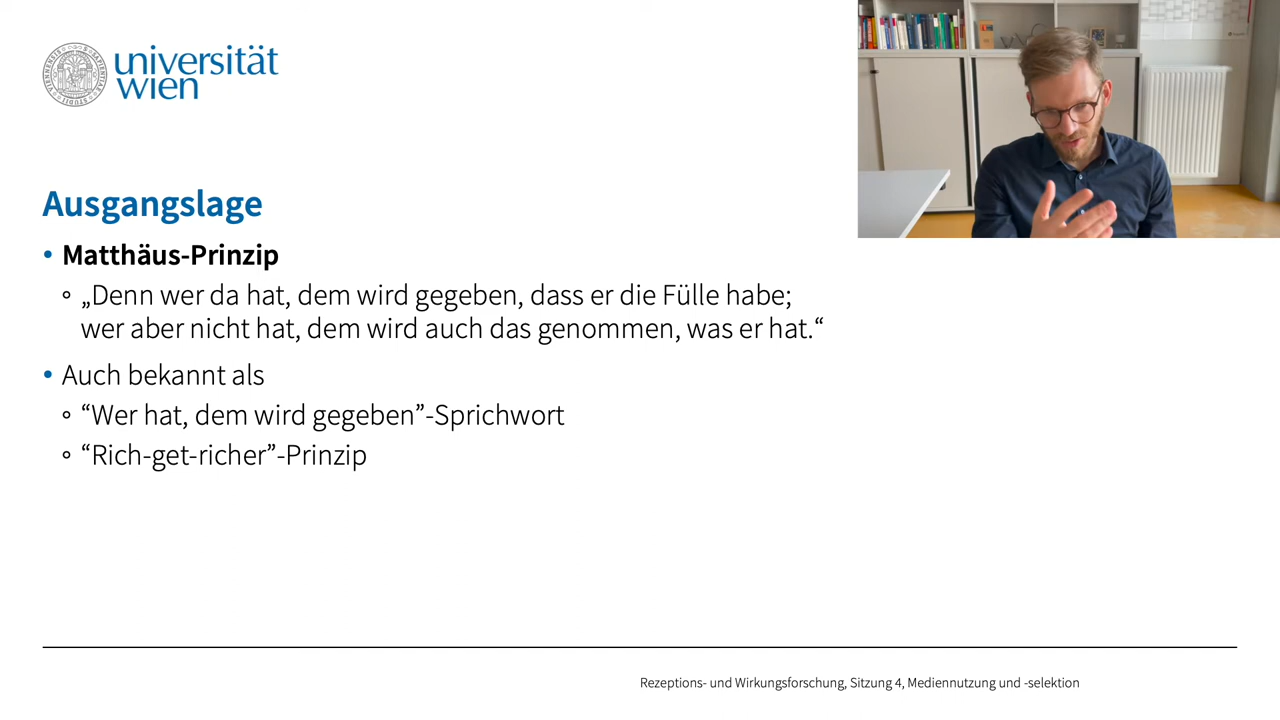 universität
wien
Ausgangslage
• Matthäus-Prinzip
„Denn wer da hat, dem wird gegeben, dass er die Fülle habe;
wer aber nicht hat, dem wird auch das genommen, was er hat.“
• Auch bekannt als
“Wer hat, dem wird gegeben”-Sprichwort
“Rich-get-richer”-Prinzip
Rezeptions- und Wirkungsforschung, Sitzung 4, Mediennutzung und -selektion